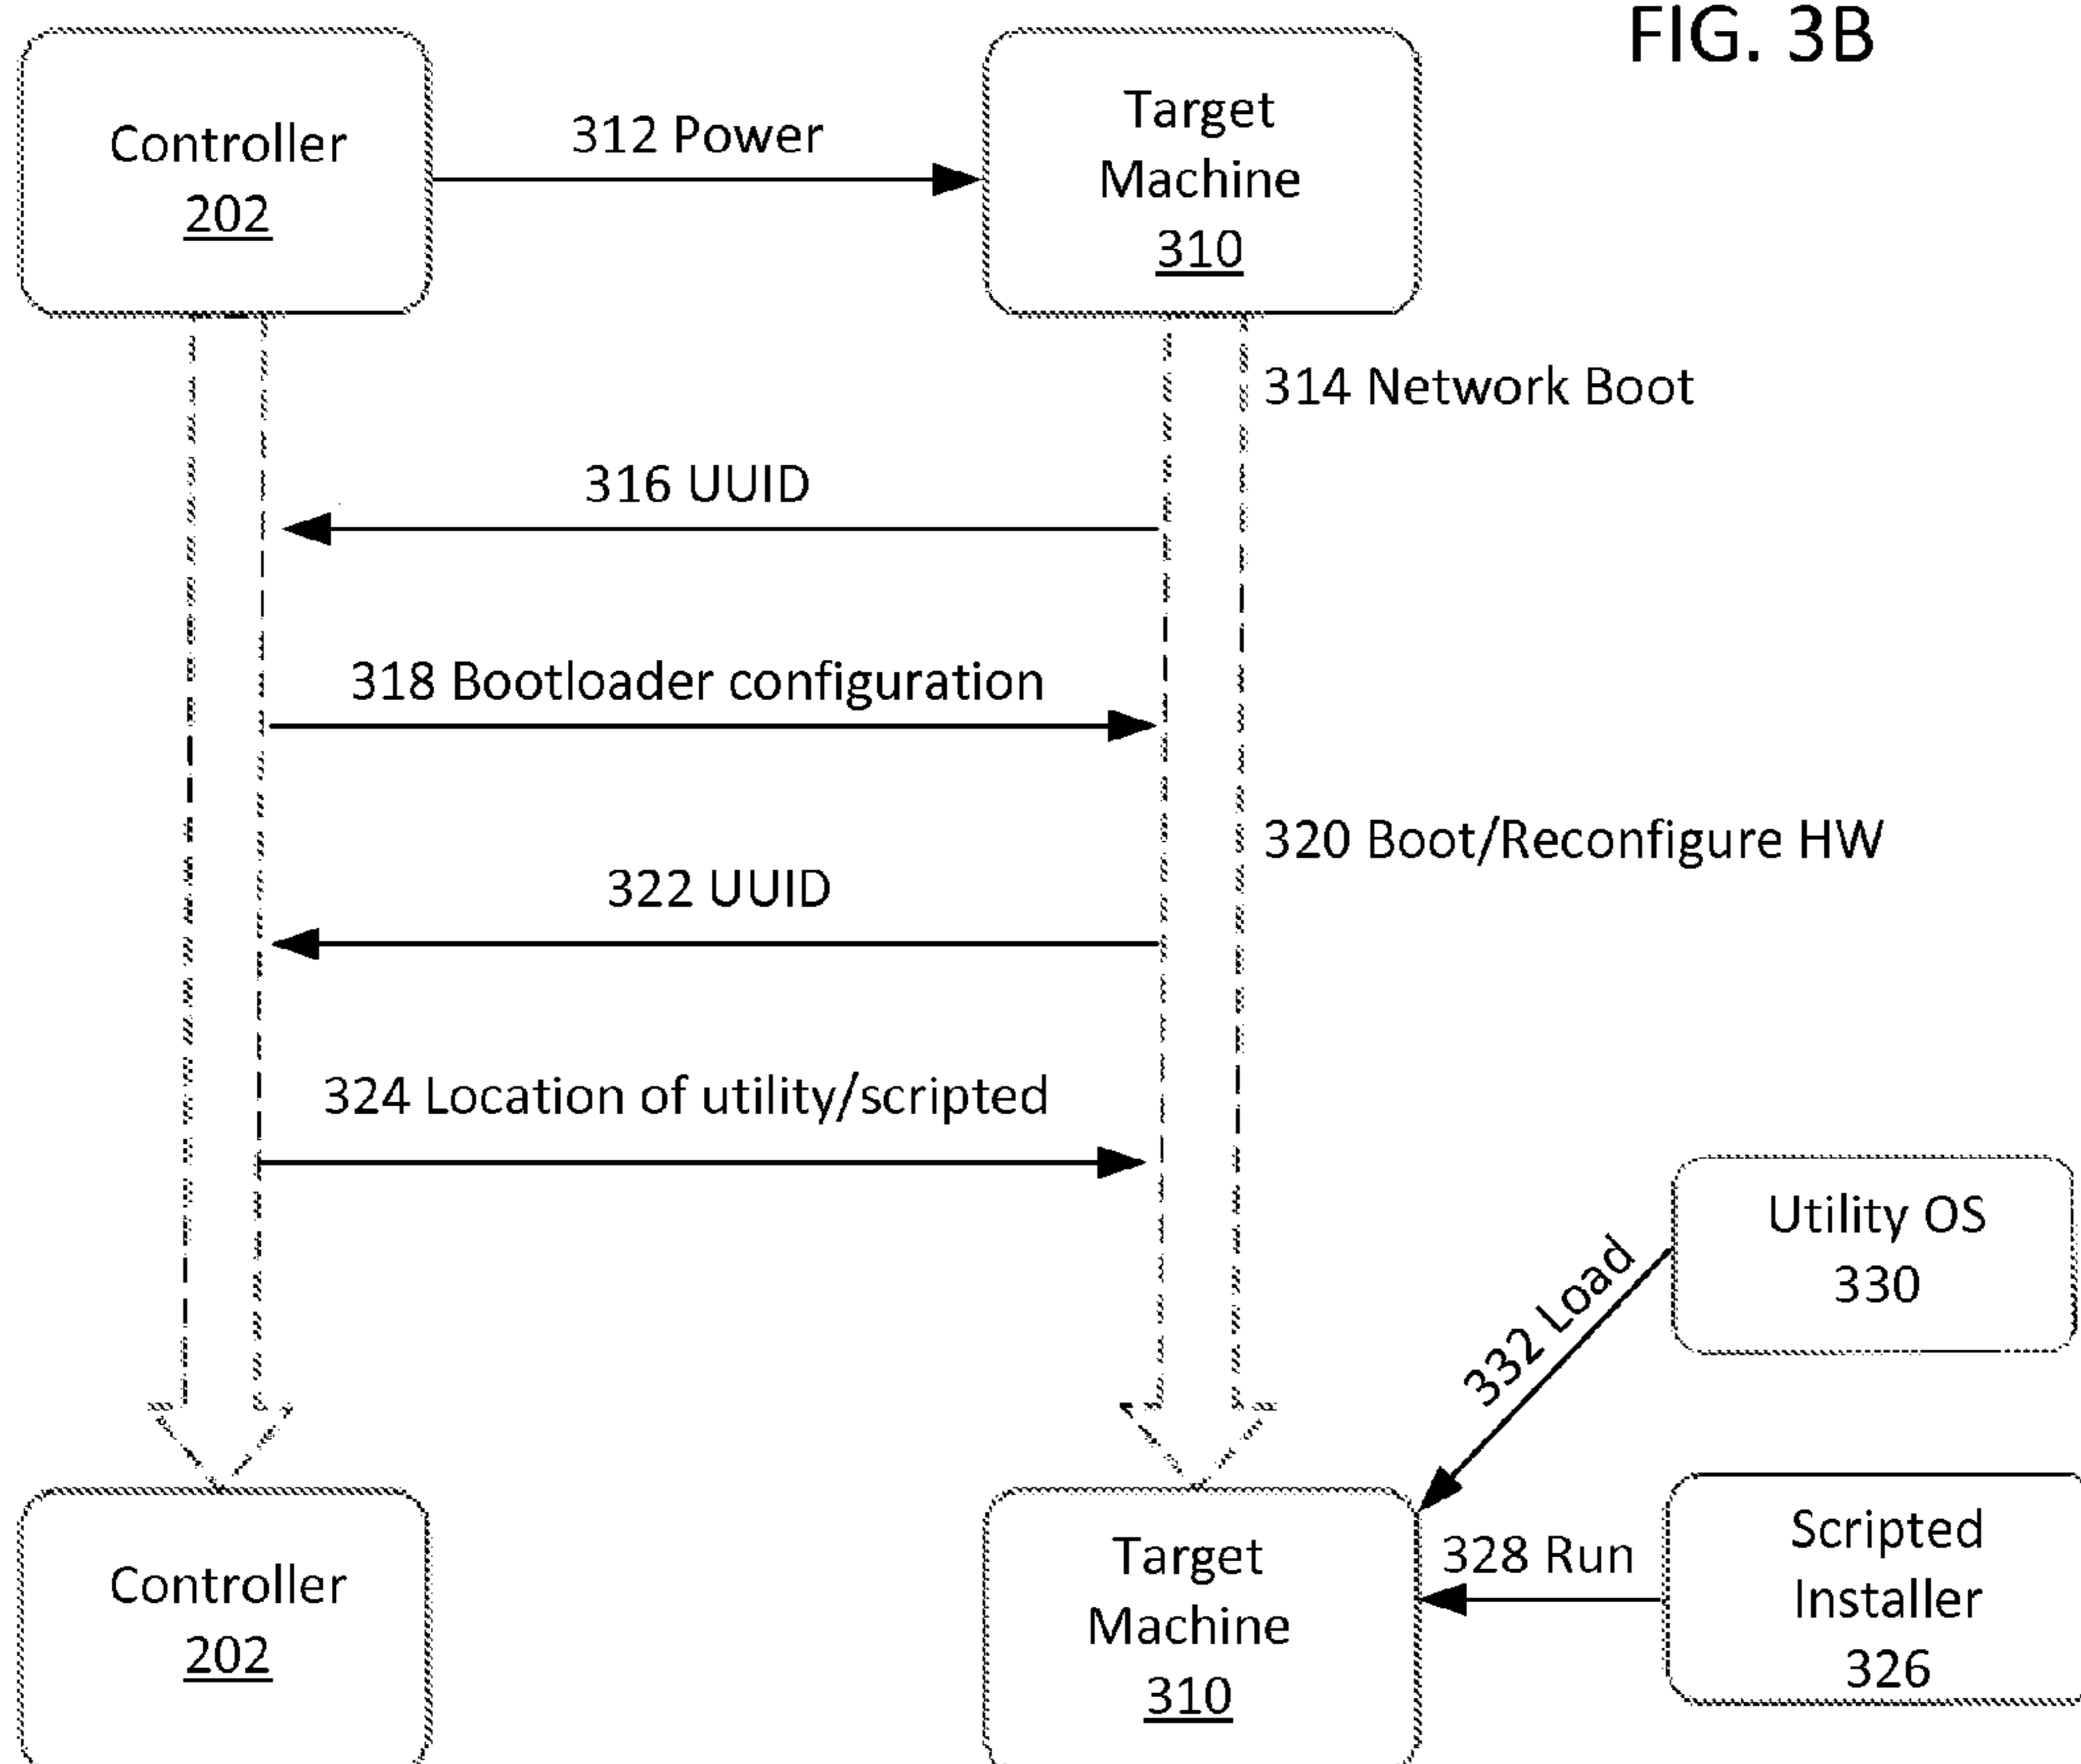 FIG. 3B
Controller
202
312 Power
Target
Machine
310
314 Network Boot
316 UUID
318 Bootloader configuration
320 Boot/Reconfigure HW
322 UUID
324 Location of utility/scripted
Utility OS
330
332 Load
Controller
202
Target
Machine
310
328 Run
Scripted
Installer
326